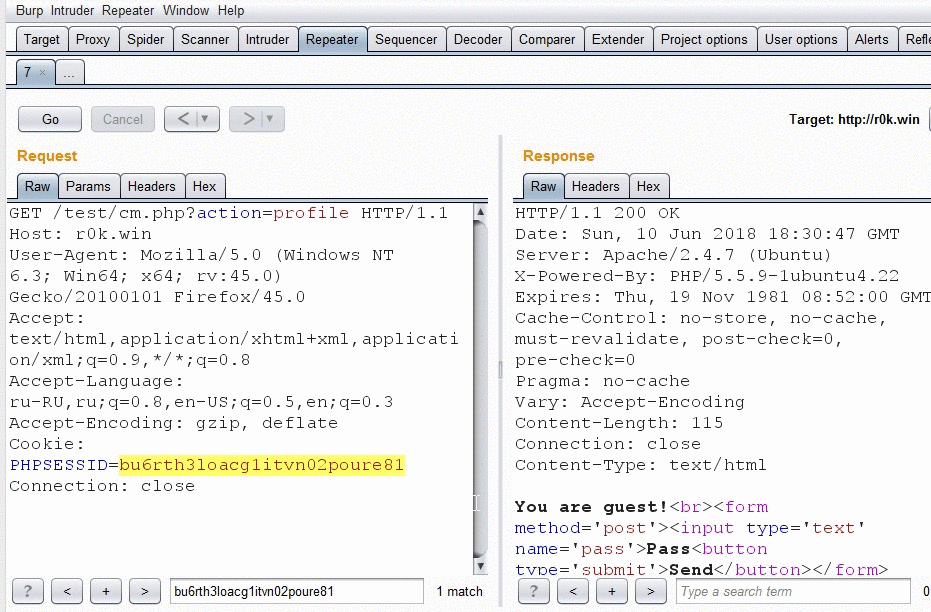 Burp Intruder Repeater Window Help
Target Proxy Spider Scanner Intruder Repeater Sequencer Decoder Comparer Extender Project options User options Alerts Refle
7 × ...
Go Cancel < ▼ > ▼ Target: http://r0k.win
Request
Raw Params Headers Hex
GET /test/cm.php?action=profile HTTP/1.1
Host: r0k.win
User-Agent: Mozilla/5.0 (Windows NT
6.3; Win64; x64; rv:45.0)
Gecko/20100101 Firefox/45.0
Accept:
text/html,application/xhtml+xml,applicati
on/xml;q=0.9,*/*;q=0.8
Accept-Language:
ru-RU,ru;q=0.8,en-US;q=0.5,en;q=0.3
Accept-Encoding: gzip, deflate
Cookie:
PHPSESSID=bu6rth3loacg1itvn02poure81
Connection: close
? < + > bu6rth3loacg1itvn02poure81 1 match
Response
Raw Headers Hex
HTTP/1.1 200 OK
Date: Sun, 10 Jun 2018 18:30:47 GMT
Server: Apache/2.4.7 (Ubuntu)
X-Powered-By: PHP/5.5.9-1ubuntu4.22
Expires: Thu, 19 Nov 1981 08:52:00 GMT
Cache-Control: no-store, no-cache,
must-revalidate, post-check=0,
pre-check=0
Pragma: no-cache
Vary: Accept-Encoding
Content-Length: 115
Connection: close
Content-Type: text/html
You are guest!<br><form
method='post'><input type='text'
name='pass'>Pass<button
type='submit'>Send</button></form>
? < + > Type a search term 0